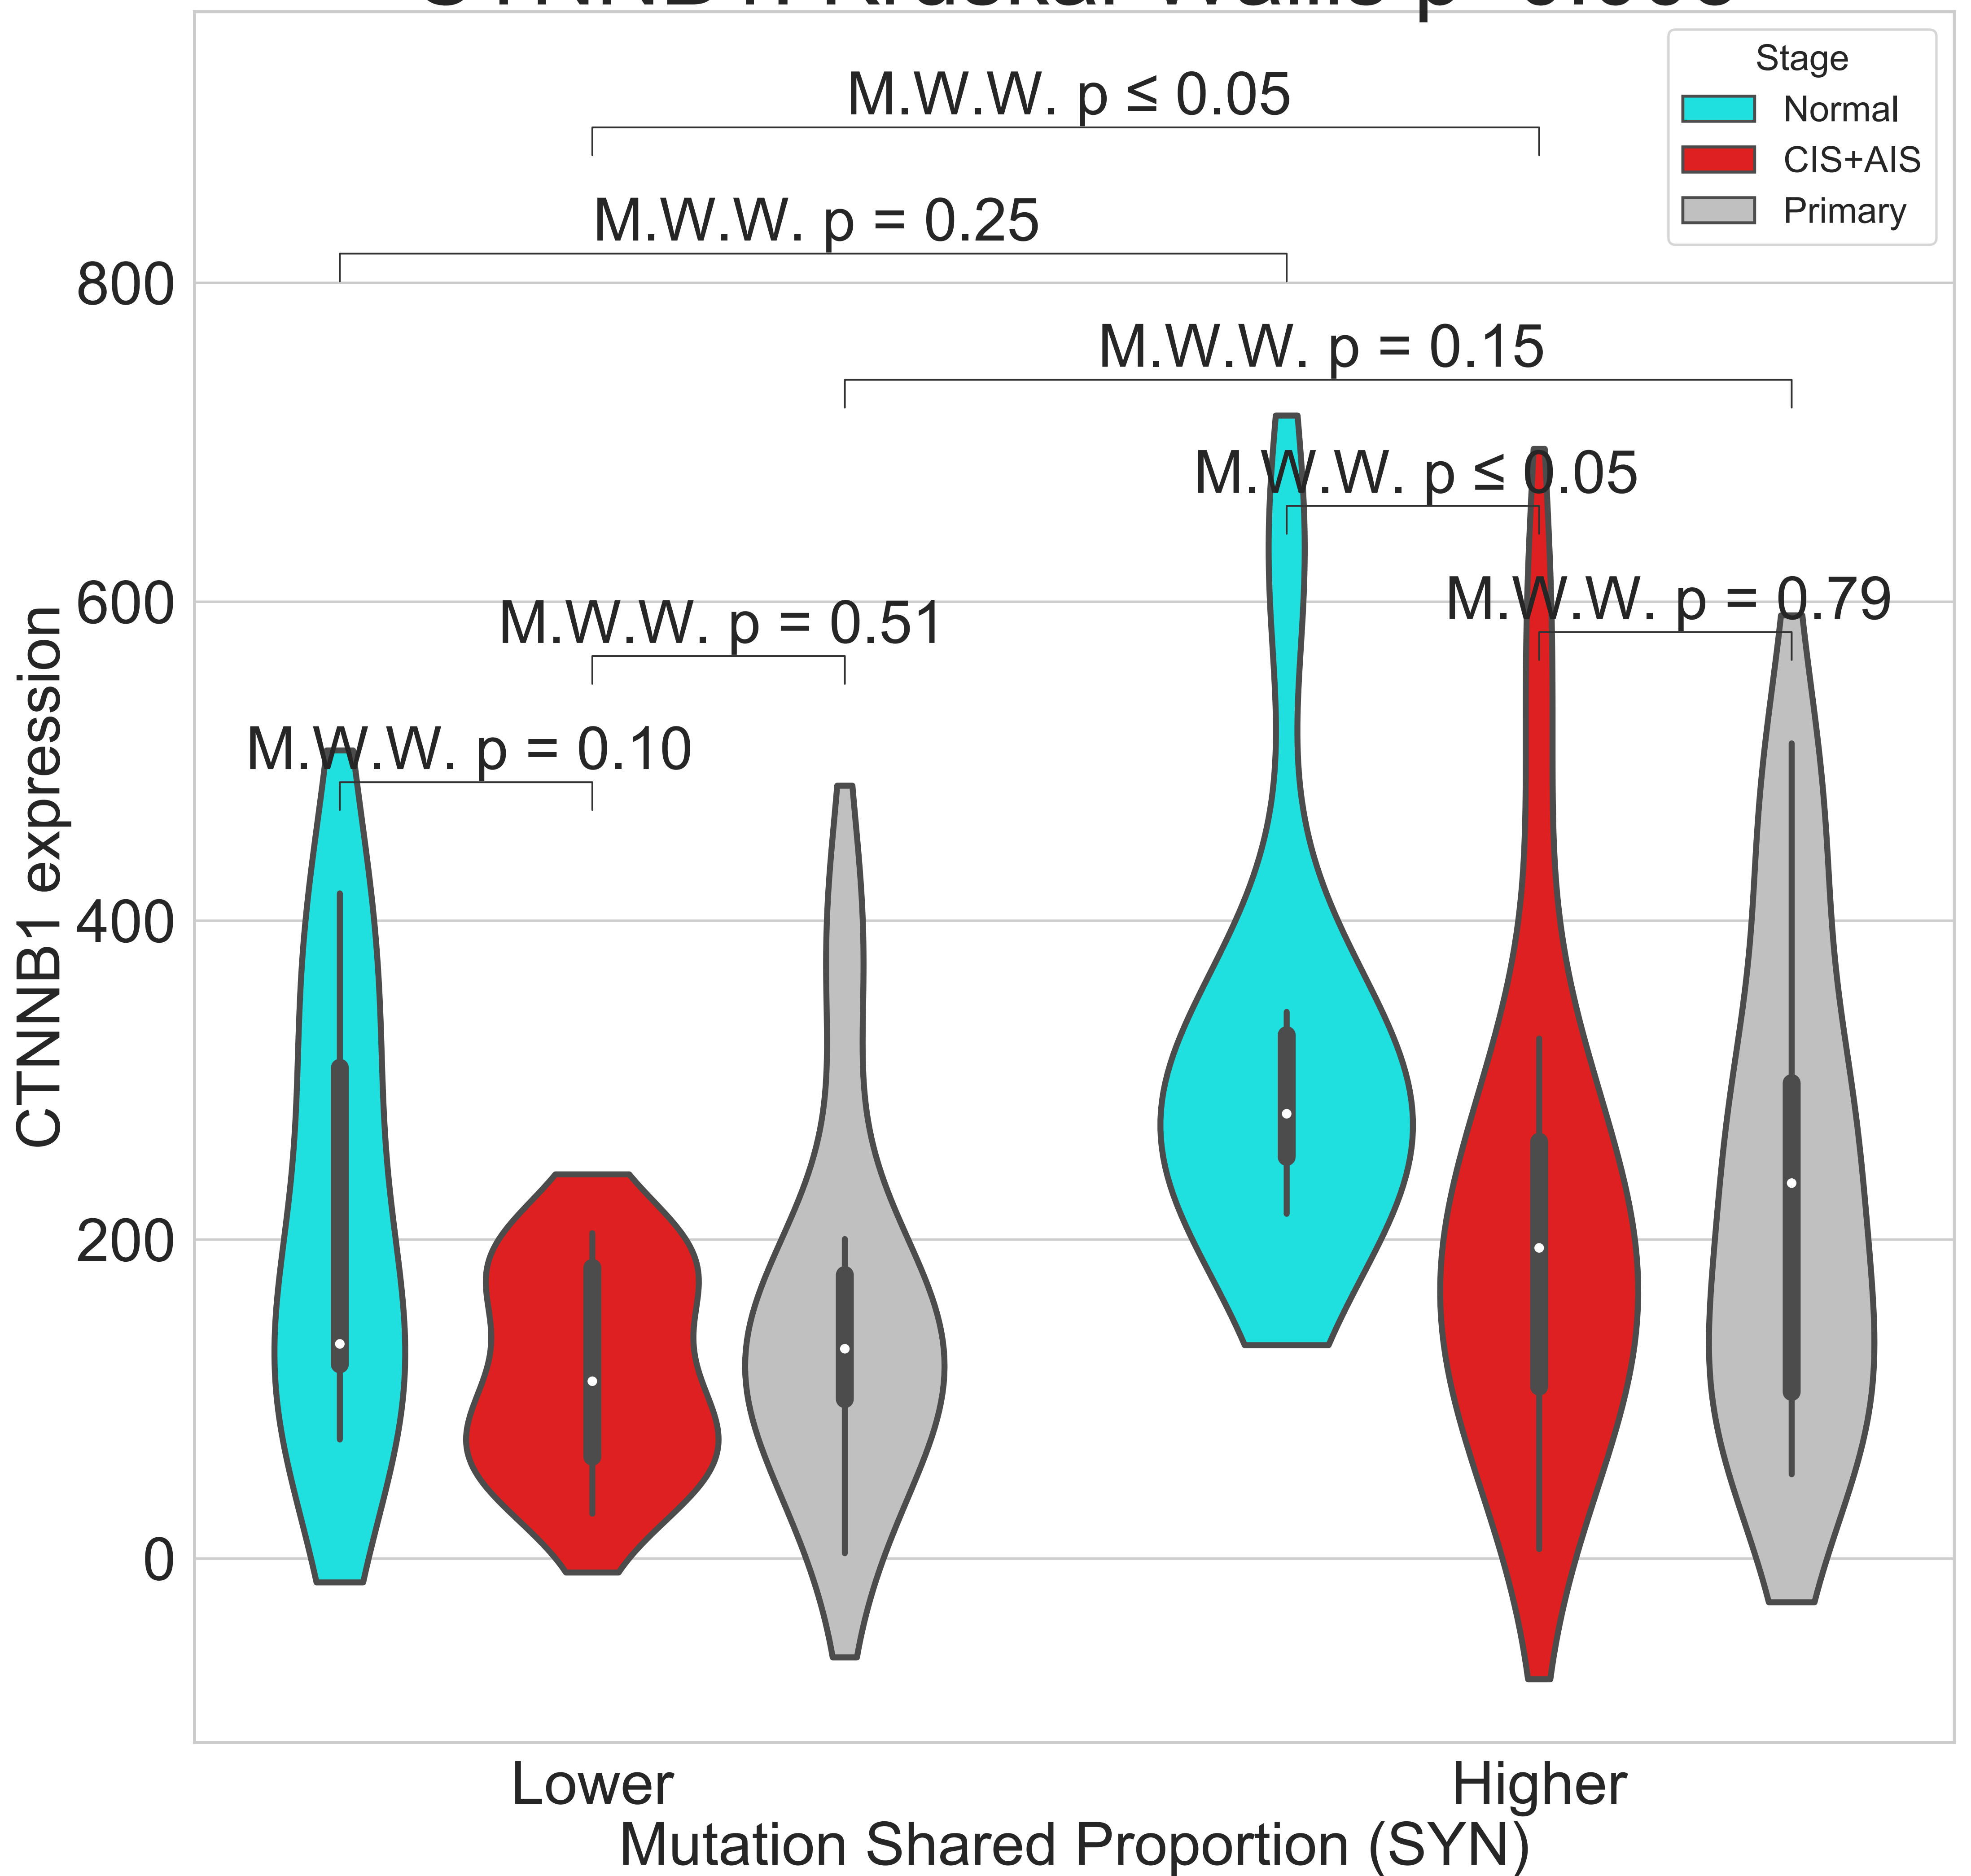 Stage
Normal
CIS+AIS
Primary
M.W.W. p ≤ 0.05
M.W.W. p = 0.25
M.W.W. p = 0.15
M.W.W. p ≤ 0.05
M.W.W. p = 0.79
M.W.W. p = 0.51
M.W.W. p = 0.10
800
600
400
200
0
CTNNB1 expression
Lower
Higher
Mutation Shared Proportion (SYN)